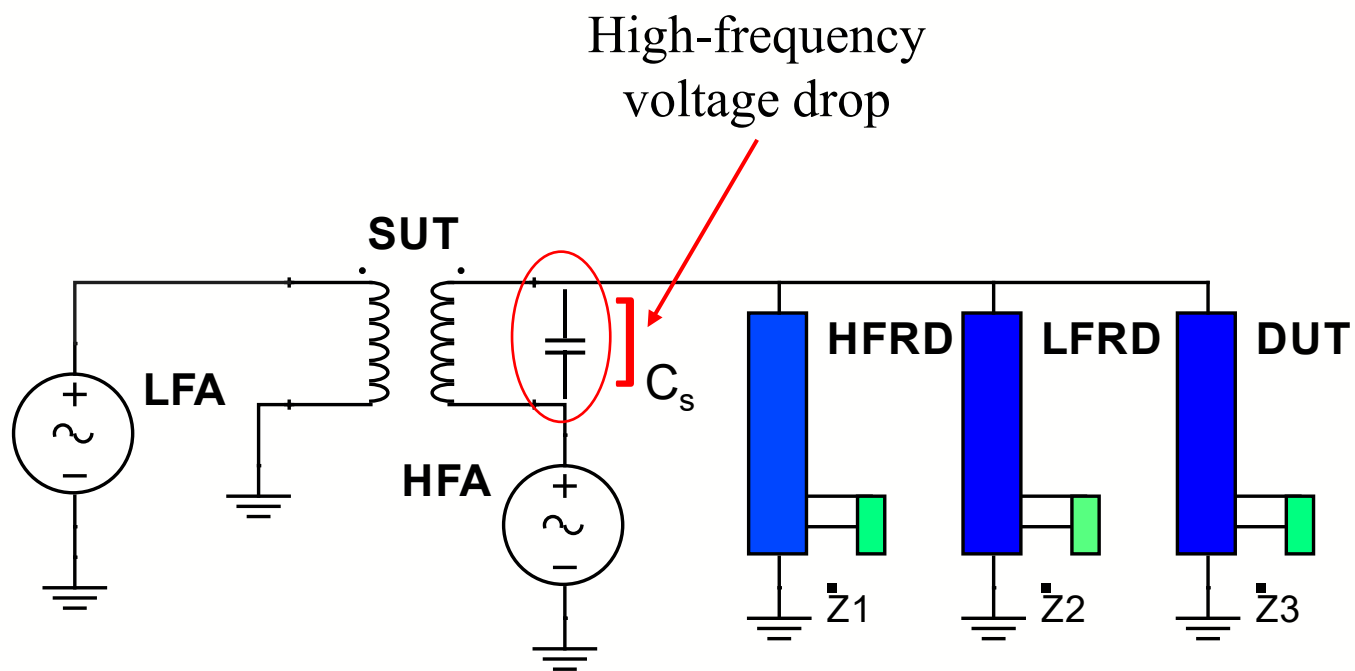 High-frequency
voltage drop
SUT
LFA
HFA
Cs
HFRD
LFRD
DUT
Z1
Z2
Z3